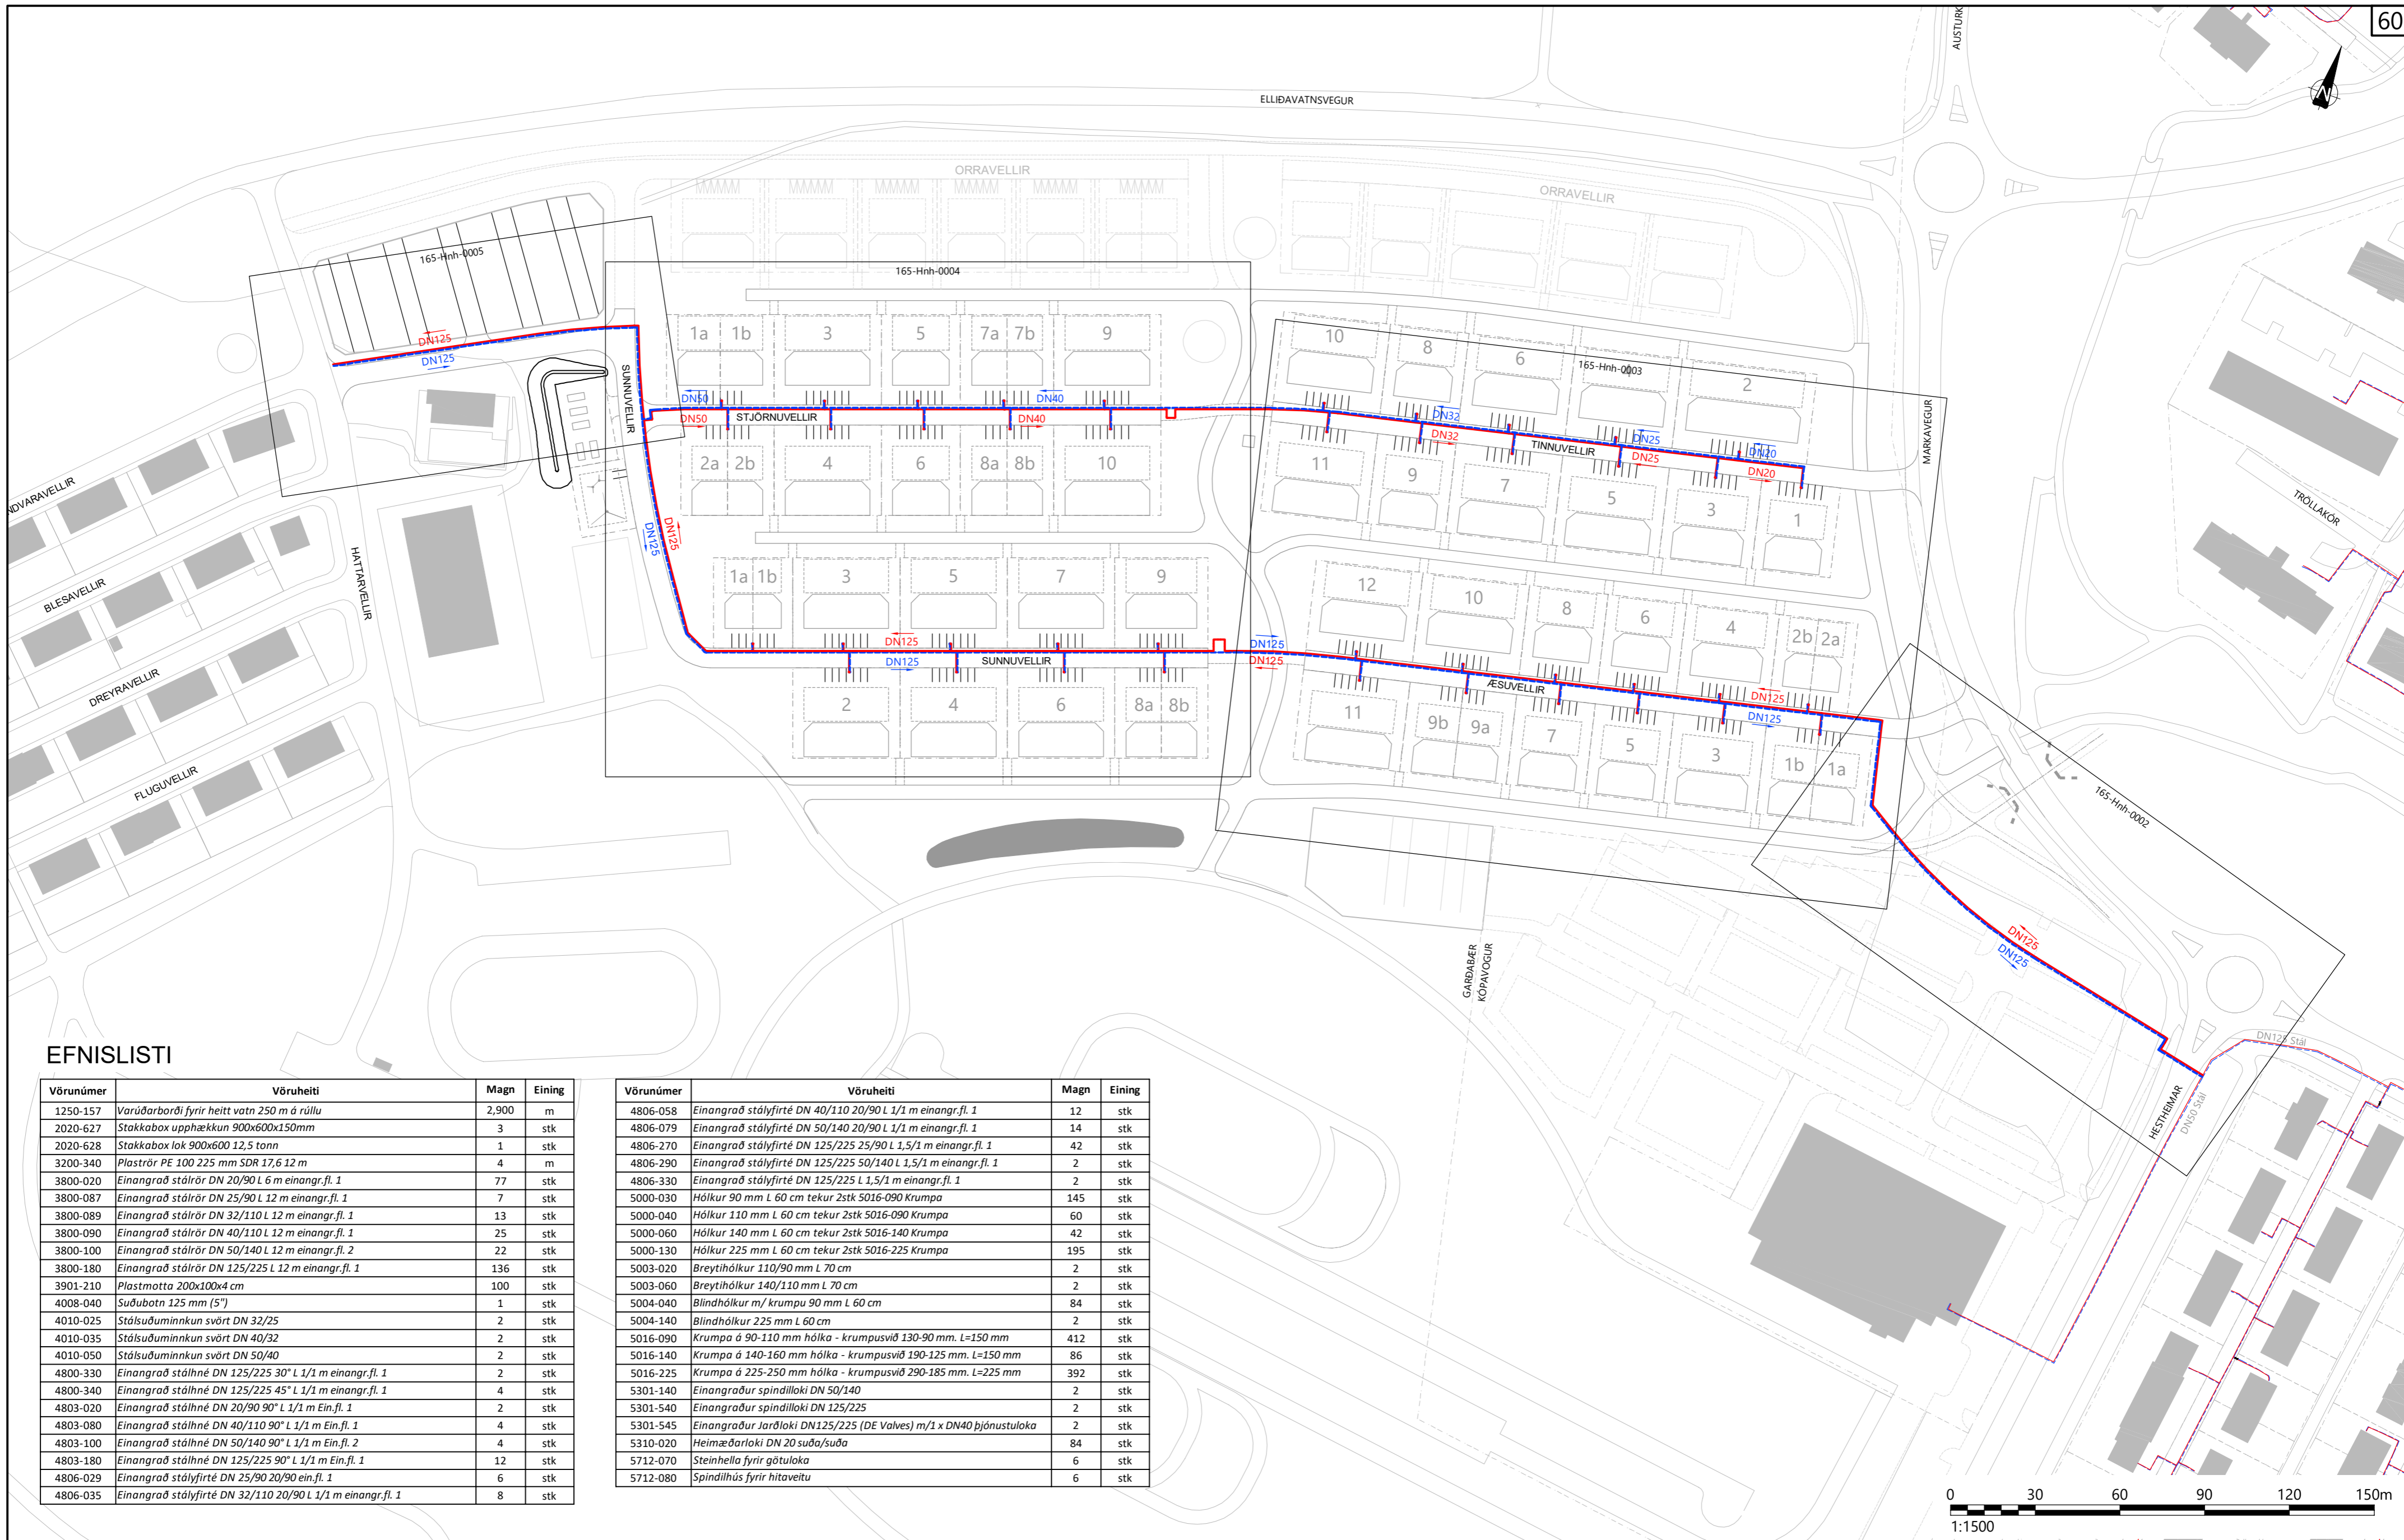 60
AUSTURK
ELLIÐAVATNSVEGUR
ORRAVELLIR
ORRAVELLIR
165-Hnh-0005
165-Hnh-0004
165-Hnh-0003
165-Hnh-0002
DN125
DN125
SUNNUVELLIR
1a 1b 3 5 7a 7b 9
DN50
DN40
DN50
STJÖRNUVELLIR
DN40
2a 2b 4 6 8a 8b 10
10 8 6 4 2
DN32
DN32
DN25
TINNUVELLIR
DN25
DN20
DN20
11 9 7 5 3 1
MARKAVEGUR
TRÖLLAKÓR
NDVARAVELLIR
BLESAVELLIR
DREYRAVELLIR
FLUGUVELLIR
HATTARVELLIR
DN125
DN125
1a 1b 3 5 7 9
DN125
DN125
SUNNUVELLIR
DN125
DN125
2 4 6 8a 8b
12 10 8 6 4 2b 2a
ÆSUVELLIR
DN125
DN125
11 9b 9a 7 5 3 1b 1a
DN125
DN125
GARÐABÆR
KÓPAVOGUR
DN125 Stál
HESTHEIMAR
DN50 Stál
N
EFNISLISTI
Vörunúmer Vöruheiti Magn Eining
1250-157 Varúðarborði fyrir heitt vatn 250 m á rúllu 2,900 m
2020-627 Stakkabox upphækkun 900x600x150mm 3 stk
2020-628 Stakkabox lok 900x600 12,5 tonn 1 stk
3200-340 Plaströr PE 100 225 mm SDR 17,6 12 m 4 m
3800-020 Einangrað stálrör DN 20/90 L 6 m einangr.fl. 1 77 stk
3800-087 Einangrað stálrör DN 25/90 L 12 m einangr.fl. 1 7 stk
3800-089 Einangrað stálrör DN 32/110 L 12 m einangr.fl. 1 13 stk
3800-090 Einangrað stálrör DN 40/110 L 12 m einangr.fl. 1 25 stk
3800-100 Einangrað stálrör DN 50/140 L 12 m einangr.fl. 2 22 stk
3800-180 Einangrað stálrör DN 125/225 L 12 m einangr.fl. 1 136 stk
3901-210 Plastmotta 200x100x4 cm 100 stk
4008-040 Suðubotn 125 mm (5") 1 stk
4010-025 Stálsuðuminnkun svört DN 32/25 2 stk
4010-035 Stálsuðuminnkun svört DN 40/32 2 stk
4010-050 Stálsuðuminnkun svört DN 50/40 2 stk
4800-330 Einangrað stálhné DN 125/225 30° L 1/1 m einangr.fl. 1 2 stk
4800-340 Einangrað stálhné DN 125/225 45° L 1/1 m einangr.fl. 1 4 stk
4803-020 Einangrað stálhné DN 20/90 90° L 1/1 m Ein.fl. 1 2 stk
4803-080 Einangrað stálhné DN 40/110 90° L 1/1 m Ein.fl. 1 4 stk
4803-100 Einangrað stálhné DN 50/140 90° L 1/1 m Ein.fl. 2 4 stk
4803-180 Einangrað stálhné DN 125/225 90° L 1/1 m Ein.fl. 1 12 stk
4806-029 Einangrað stályfirté DN 25/90 20/90 ein.fl. 1 6 stk
4806-035 Einangrað stályfirté DN 32/110 20/90 L 1/1 m einangr.fl. 1 8 stk
Vörunúmer Vöruheiti Magn Eining
4806-058 Einangrað stályfirté DN 40/110 20/90 L 1/1 m einangr.fl. 1 12 stk
4806-079 Einangrað stályfirté DN 50/140 20/90 L 1/1 m einangr.fl. 1 14 stk
4806-270 Einangrað stályfirté DN 125/225 25/90 L 1,5/1 m einangr.fl. 1 42 stk
4806-290 Einangrað stályfirté DN 125/225 50/140 L 1,5/1 m einangr.fl. 1 2 stk
4806-330 Einangrað stályfirté DN 125/225 L 1,5/1 m einangr.fl. 1 2 stk
5000-030 Hólkur 90 mm L 60 cm tekur 2stk 5016-090 Krumpa 145 stk
5000-040 Hólkur 110 mm L 60 cm tekur 2stk 5016-090 Krumpa 60 stk
5000-060 Hólkur 140 mm L 60 cm tekur 2stk 5016-140 Krumpa 42 stk
5000-130 Hólkur 225 mm L 60 cm tekur 2stk 5016-225 Krumpa 195 stk
5003-020 Breytihólkur 110/90 mm L 70 cm 2 stk
5003-060 Breytihólkur 140/110 mm L 70 cm 2 stk
5004-040 Blindhólkur m/ krumpu 90 mm L 60 cm 84 stk
5004-140 Blindhólkur 225 mm L 60 cm 2 stk
5016-090 Krumpa á 90-110 mm hólka - krumpusvið 130-90 mm. L=150 mm 412 stk
5016-140 Krumpa á 140-160 mm hólka - krumpusvið 190-125 mm. L=150 mm 86 stk
5016-225 Krumpa á 225-250 mm hólka - krumpusvið 290-185 mm. L=225 mm 392 stk
5301-140 Einangraður spindilloki DN 50/140 2 stk
5301-540 Einangraður spindilloki DN 125/225 2 stk
5301-545 Einangraður Jarðloki DN125/225 (DE Valves) m/1 x DN40 þjónustuloka 2 stk
5310-020 Heimæðarloki DN 20 suða/suða 84 stk
5712-070 Steinhella fyrir götuloka 6 stk
5712-080 Spindilhús fyrir hitaveitu 6 stk
0 30 60 90 120 150m
1:1500